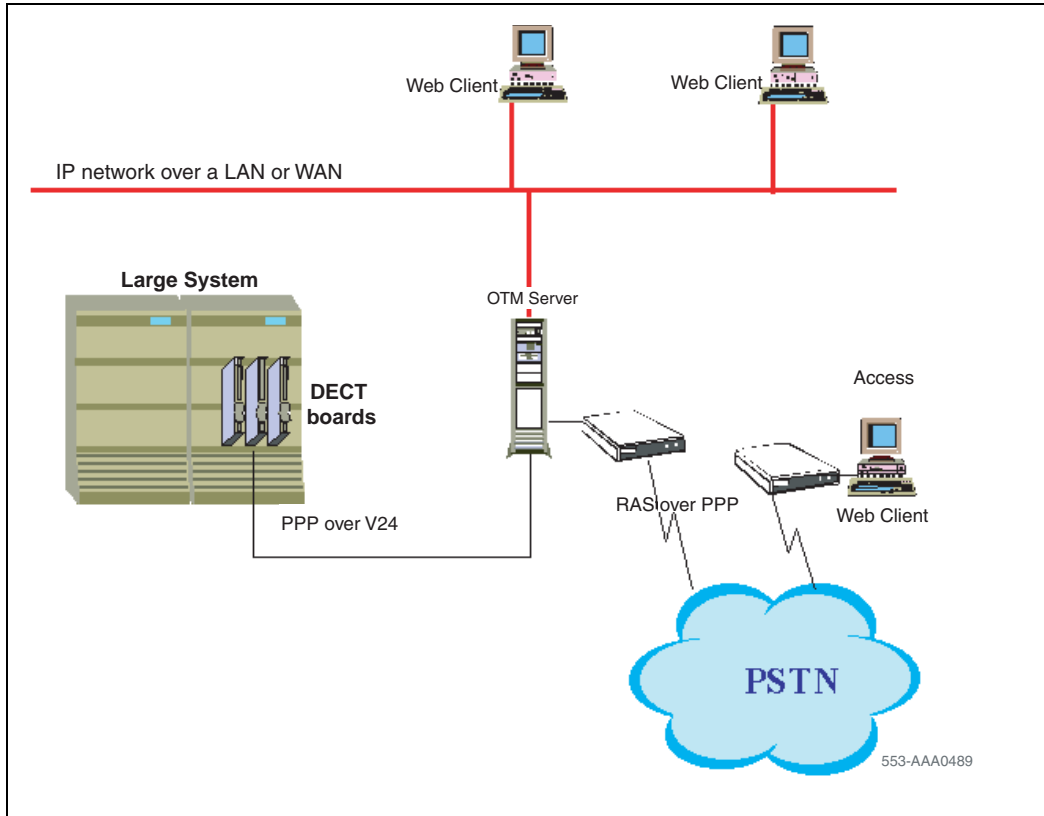 Web Client
Web Client
IP network over a LAN or WAN
Large System
OTM Server
DECT
boards
Access
RAS over PPP
Web Client
PPP over V24
PSTN
553-AAA0489